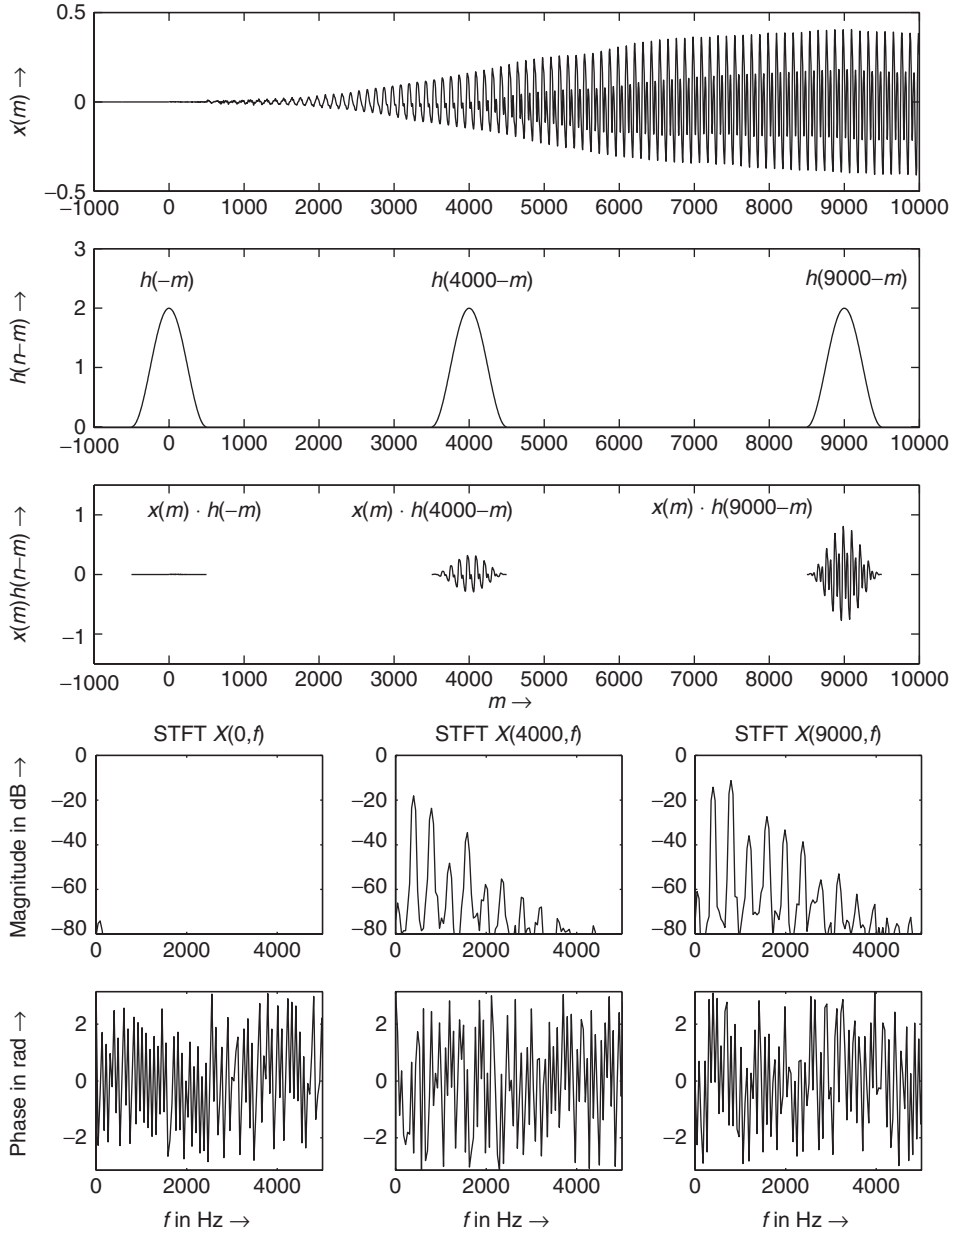 0.5
0
−0.5
x(m) →
−1000 0 1000 2000 3000 4000 5000 6000 7000 8000 9000 10000
3
2
1
0
h(n−m) →
h(−m) h(4000−m) h(9000−m)
−1000 0 1000 2000 3000 4000 5000 6000 7000 8000 9000 10000
1
0
−1
x(m)h(n−m) →
x(m) · h(−m) x(m) · h(4000−m) x(m) · h(9000−m)
−1000 0 1000 2000 3000 4000 5000 6000 7000 8000 9000 10000
m →
STFT X(0,f) STFT X(4000,f) STFT X(9000,f)
Magnitude in dB →
0 0 0
−20 −20 −20
−40 −40 −40
−60 −60 −60
−80 −80 −80
0 2000 4000 0 2000 4000 0 2000 4000
Phase in rad →
2 2 2
0 0 0
−2 −2 −2
0 2000 4000 0 2000 4000 0 2000 4000
f in Hz → f in Hz → f in Hz →